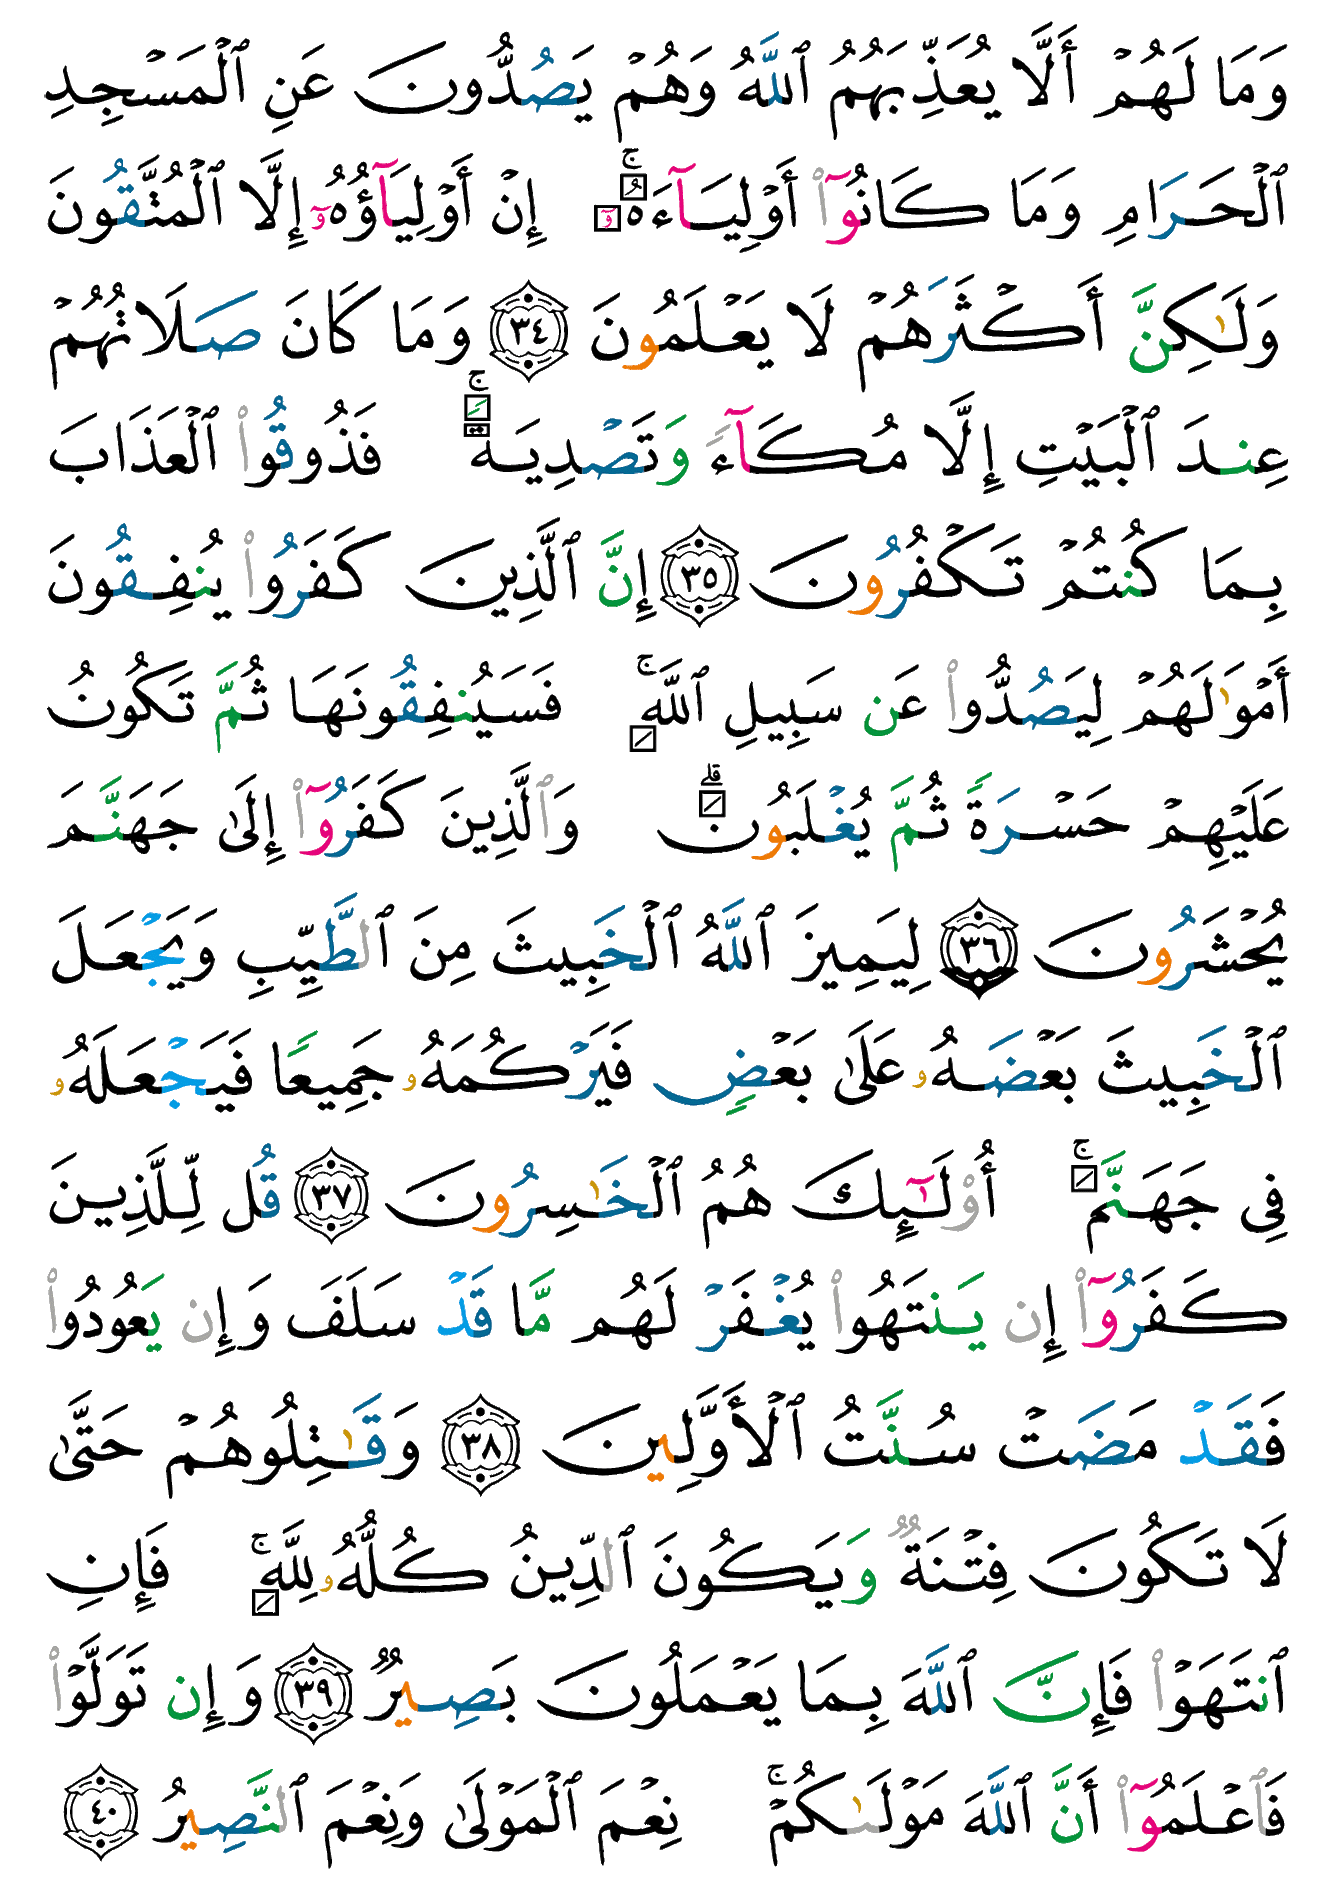 وَمَا لَهُمْ أَلَّا يُعَذِّبَهُمُ ٱللَّهُ وَهُمْ يَصُدُّونَ عَنِ ٱلْمَسْجِدِ
ٱلْحَرَامِ وَمَا كَانُوٓا۟ أَوْلِيَآءَهُۥٓ ۚ إِنْ أَوْلِيَآؤُهُۥٓ إِلَّا ٱلْمُتَّقُونَ
وَلَـٰكِنَّ أَكْثَرَهُمْ لَا يَعْلَمُونَ ٣٤ وَمَا كَانَ صَلَاتُهُمْ
عِندَ ٱلْبَيْتِ إِلَّا مُكَآءً وَتَصْدِيَةً ۚ فَذُوقُوا۟ ٱلْعَذَابَ
بِمَا كُنتُمْ تَكْفُرُونَ ٣٥ إِنَّ ٱلَّذِينَ كَفَرُوا۟ يُنفِقُونَ
أَمْوَٰلَهُمْ لِيَصُدُّوا۟ عَن سَبِيلِ ٱللَّهِ ۚ فَسَيُنفِقُونَهَا ثُمَّ تَكُونُ
عَلَيْهِمْ حَسْرَةً ثُمَّ يُغْلَبُونَ ۗ وَٱلَّذِينَ كَفَرُوٓا۟ إِلَىٰ جَهَنَّمَ
يُحْشَرُونَ ٣٦ لِيَمِيزَ ٱللَّهُ ٱلْخَبِيثَ مِنَ ٱلطَّيِّبِ وَيَجْعَلَ
ٱلْخَبِيثَ بَعْضَهُۥ عَلَىٰ بَعْضٍ فَيَرْكُمَهُۥ جَمِيعًا فَيَجْعَلَهُۥ
فِى جَهَنَّمَ ۚ أُو۟لَـٰٓئِكَ هُمُ ٱلْخَـٰسِرُونَ ٣٧ قُل لِّلَّذِينَ
كَفَرُوٓا۟ إِن يَنتَهُوا۟ يُغْفَرْ لَهُم مَّا قَدْ سَلَفَ وَإِن يَعُودُوا۟
فَقَدْ مَضَتْ سُنَّتُ ٱلْأَوَّلِينَ ٣٨ وَقَـٰتِلُوهُمْ حَتَّىٰ
لَا تَكُونَ فِتْنَةٌ وَيَكُونَ ٱلدِّينُ كُلُّهُۥ لِلَّهِ ۚ فَإِنِ
ٱنتَهَوْا۟ فَإِنَّ ٱللَّهَ بِمَا يَعْمَلُونَ بَصِيرٌ ٣٩ وَإِن تَوَلَّوْا۟
فَٱعْلَمُوٓا۟ أَنَّ ٱللَّهَ مَوْلَىٰكُمْ ۚ نِعْمَ ٱلْمَوْلَىٰ وَنِعْمَ ٱلنَّصِيرُ ٤٠